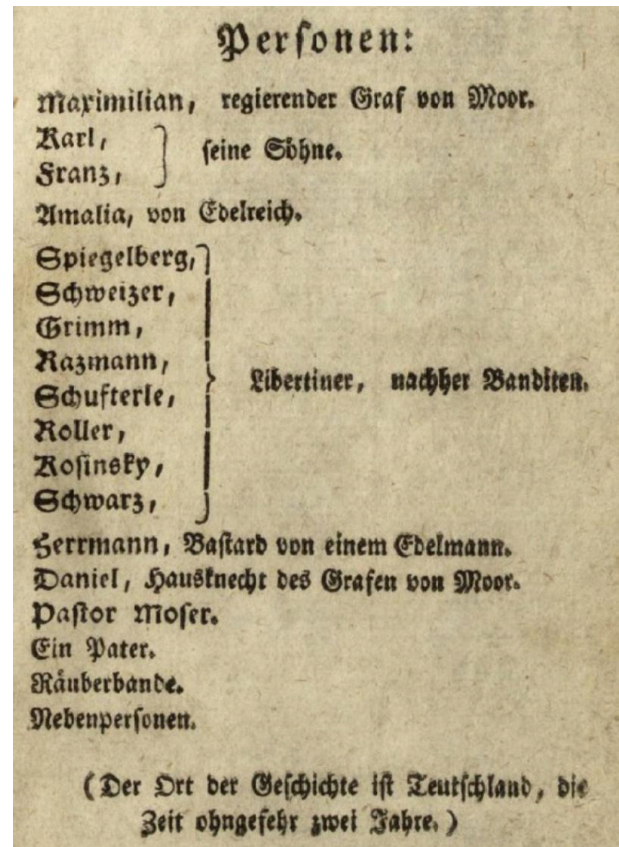 Personen:
Maximilian, regierender Graf von Moor.
Karl,
Franz,
seine Söhne.
Amalia, von Edelreich.
Spiegelberg,
Schweizer,
Grimm,
Razmann,
Schufterle,
Roller,
Kosinsky,
Schwarz,
Libertiner, nachher Banditen.
Herrmann, Bastard von einem Edelmann.
Daniel, Hausknecht des Grafen von Moor.
Pastor Moser.
Ein Pater.
Räuberbande.
Nebenpersonen.
(Der Ort der Geschichte ist Teutschland, die
Zeit ohngefehr zwei Jahre.)